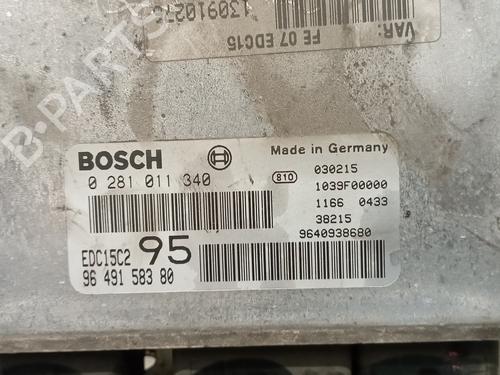 VAR:
FE 07 EDC15
BOSCH
Made in Germany
0 281 011 340
810
030215
1039F00000
1166 0433
38215
9640938680
EDC15C2 95
96 491 583 80
B-PARTS